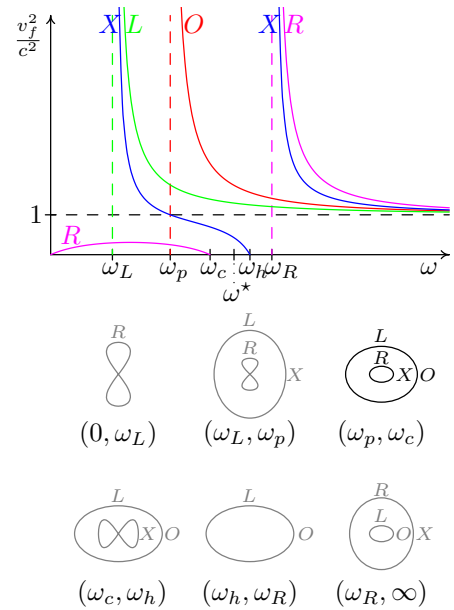 v_f^2/c^2
X L O X R
1
R
ω_L ω_p ω_c ω_h ω_R ω
ω^⋆
R
(0, ω_L)
L
R
X
(ω_L, ω_p)
L
R
X O
(ω_p, ω_c)
L
X O
(ω_c, ω_h)
L
O
(ω_h, ω_R)
R
L
O X
(ω_R, ∞)